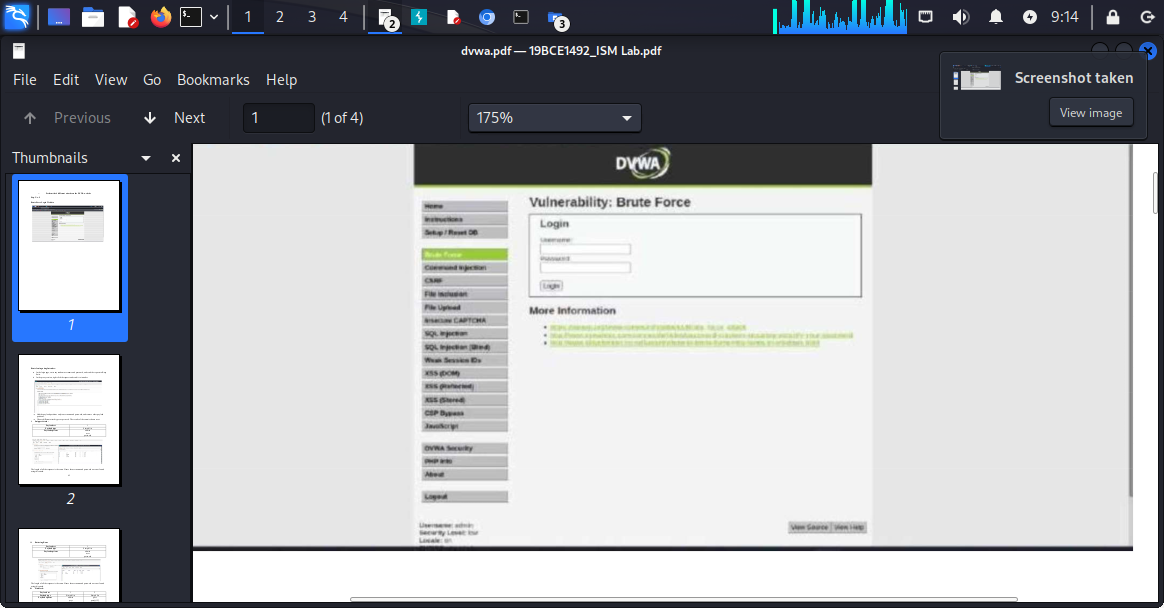 1
2
3
4
2
3
9:14
dvwa.pdf — 19BCE1492_ISM Lab.pdf
File Edit View Go Bookmarks Help
Screenshot taken
View image
Previous
Next
1
(1 of 4)
175%
Thumbnails
1
2
DVWA
Vulnerability: Brute Force
Home
Instructions
Setup / Reset DB
Brute Force
Command Injection
CSRF
File Inclusion
File Upload
Insecure CAPTCHA
SQL Injection
SQL Injection (Blind)
Weak Session IDs
XSS (DOM)
XSS (Reflected)
XSS (Stored)
CSP Bypass
JavaScript
DVWA Security
PHP Info
About
Logout
Login
Username:
Password:
Login
More Information
Username: admin
Security Level: low
Locale: en
View Source
View Help